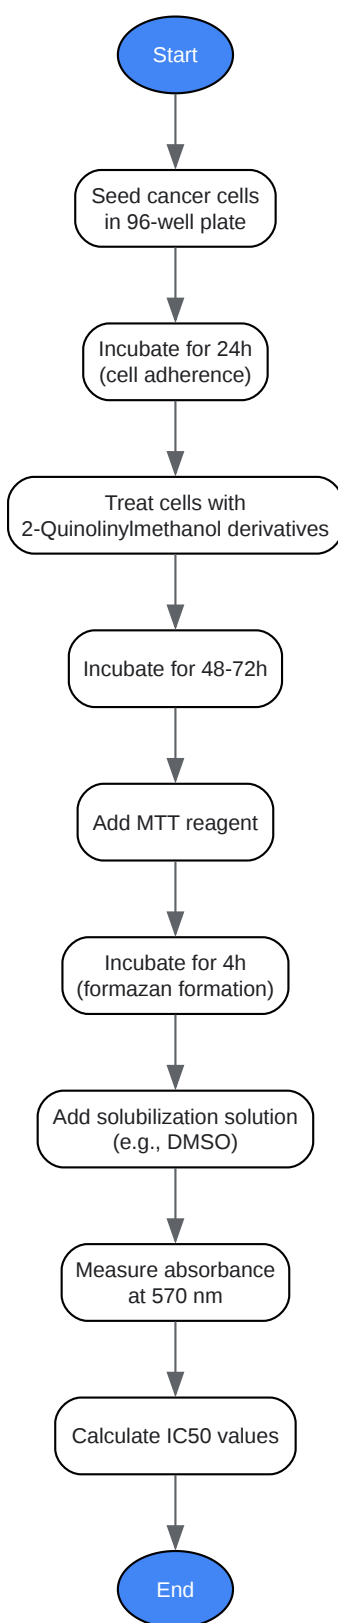 Start
Seed cancer cells
in 96-well plate
Incubate for 24h
(cell adherence)
Treat cells with
2-Quinolinylmethanol derivatives
Incubate for 48-72h
Add MTT reagent
Incubate for 4h
(formazan formation)
Add solubilization solution
(e.g., DMSO)
Measure absorbance
at 570 nm
Calculate IC50 values
End